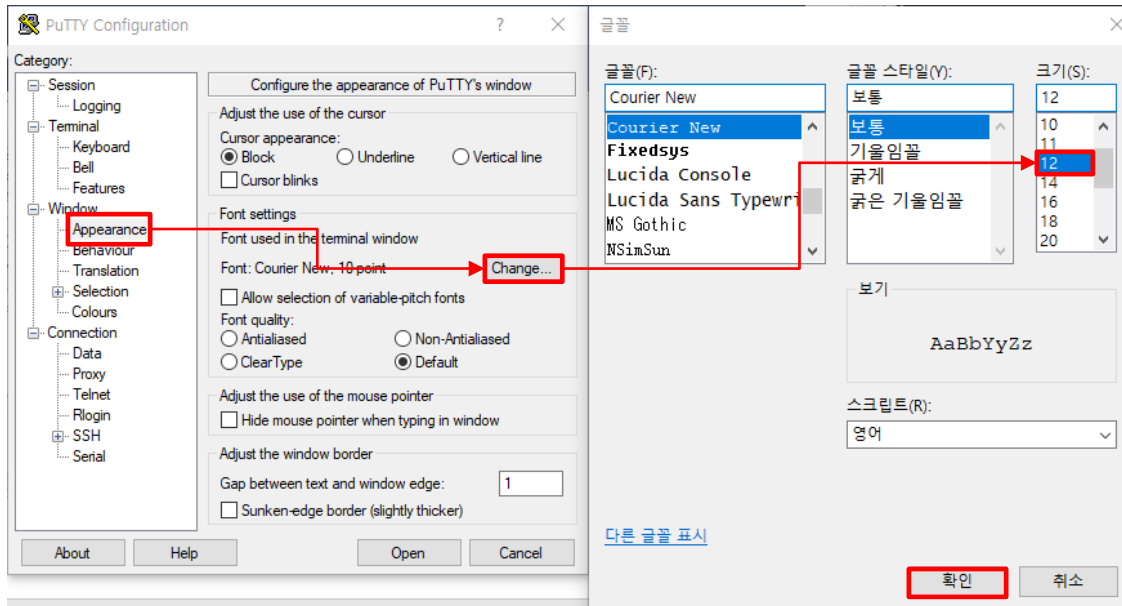 PuTTY Configuration
Category:
Session
Logging
Terminal
Keyboard
Bell
Features
Window
Appearance
Behaviour
Translation
Selection
Colours
Connection
Data
Proxy
Telnet
Rlogin
SSH
Serial
Configure the appearance of PuTTY's window
Adjust the use of the cursor
Cursor appearance:
Block Underline Vertical line
Cursor blinks
Font settings
Font used in the terminal window
Font: Courier New, 10-point Change...
Allow selection of variable-pitch fonts
Font quality:
Antialiased Non-Antialiased
ClearType Default
Adjust the use of the mouse pointer
Hide mouse pointer when typing in window
Adjust the window border
Gap between text and window edge: 1
Sunken-edge border (slightly thicker)
About Help Open Cancel
글꼴
글꼴(F):
Courier New
Courier New
Fixedsys
Lucida Console
Lucida Sans Typewri
MS Gothic
NSimSun
글꼴 스타일(Y):
보통
보통
기울임꼴
굵게
굵은 기울임꼴
크기(S):
12
10
11
12
14
16
18
20
보기
AaBbYyZz
스크립트(R):
영어
다른 글꼴 표시
확인 취소